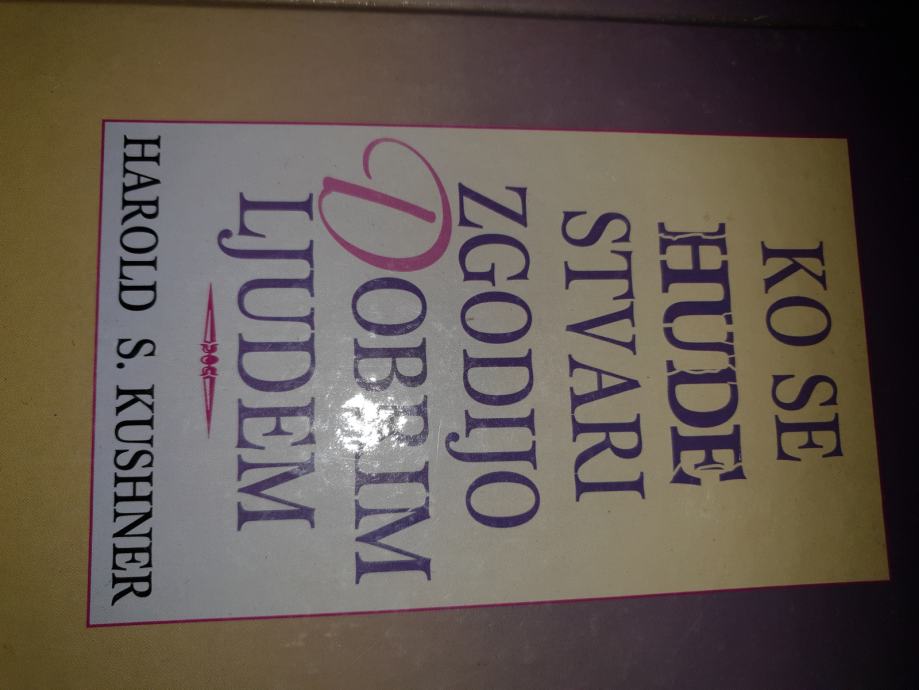 KO SE
HUDE
STVARI
ZGODIJO
DOBRIM
LJUDEM
HAROLD S. KUSHNER